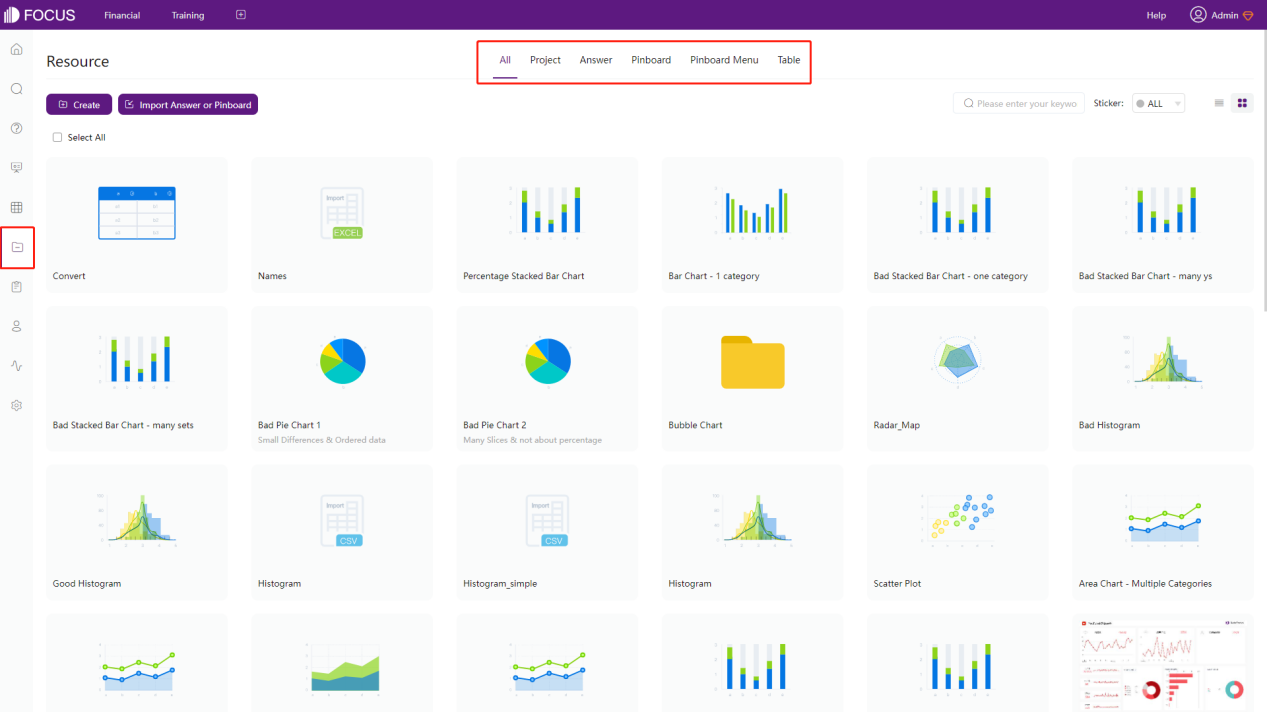 FOCUS Financial Training Help Admin
Resource
All Project Answer Pinboard Pinboard Menu Table
Create Import Answer or Pinboard Please enter your keywo Sticker: ALL
Select All
Import
EXCEL
Convert Names Percentage Stacked Bar Chart Bar Chart - 1 category Bad Stacked Bar Chart - one category Bad Stacked Bar Chart - many ys
Bad Stacked Bar Chart - many sets Bad Pie Chart 1 Bad Pie Chart 2 Bubble Chart Radar_Map Bad Histogram
Small Differences & Ordered data Many Slices & not about percentage
Import Import
CSV CSV
Good Histogram Histogram Histogram_simple Histogram Scatter Plot Area Chart - Multiple Categories